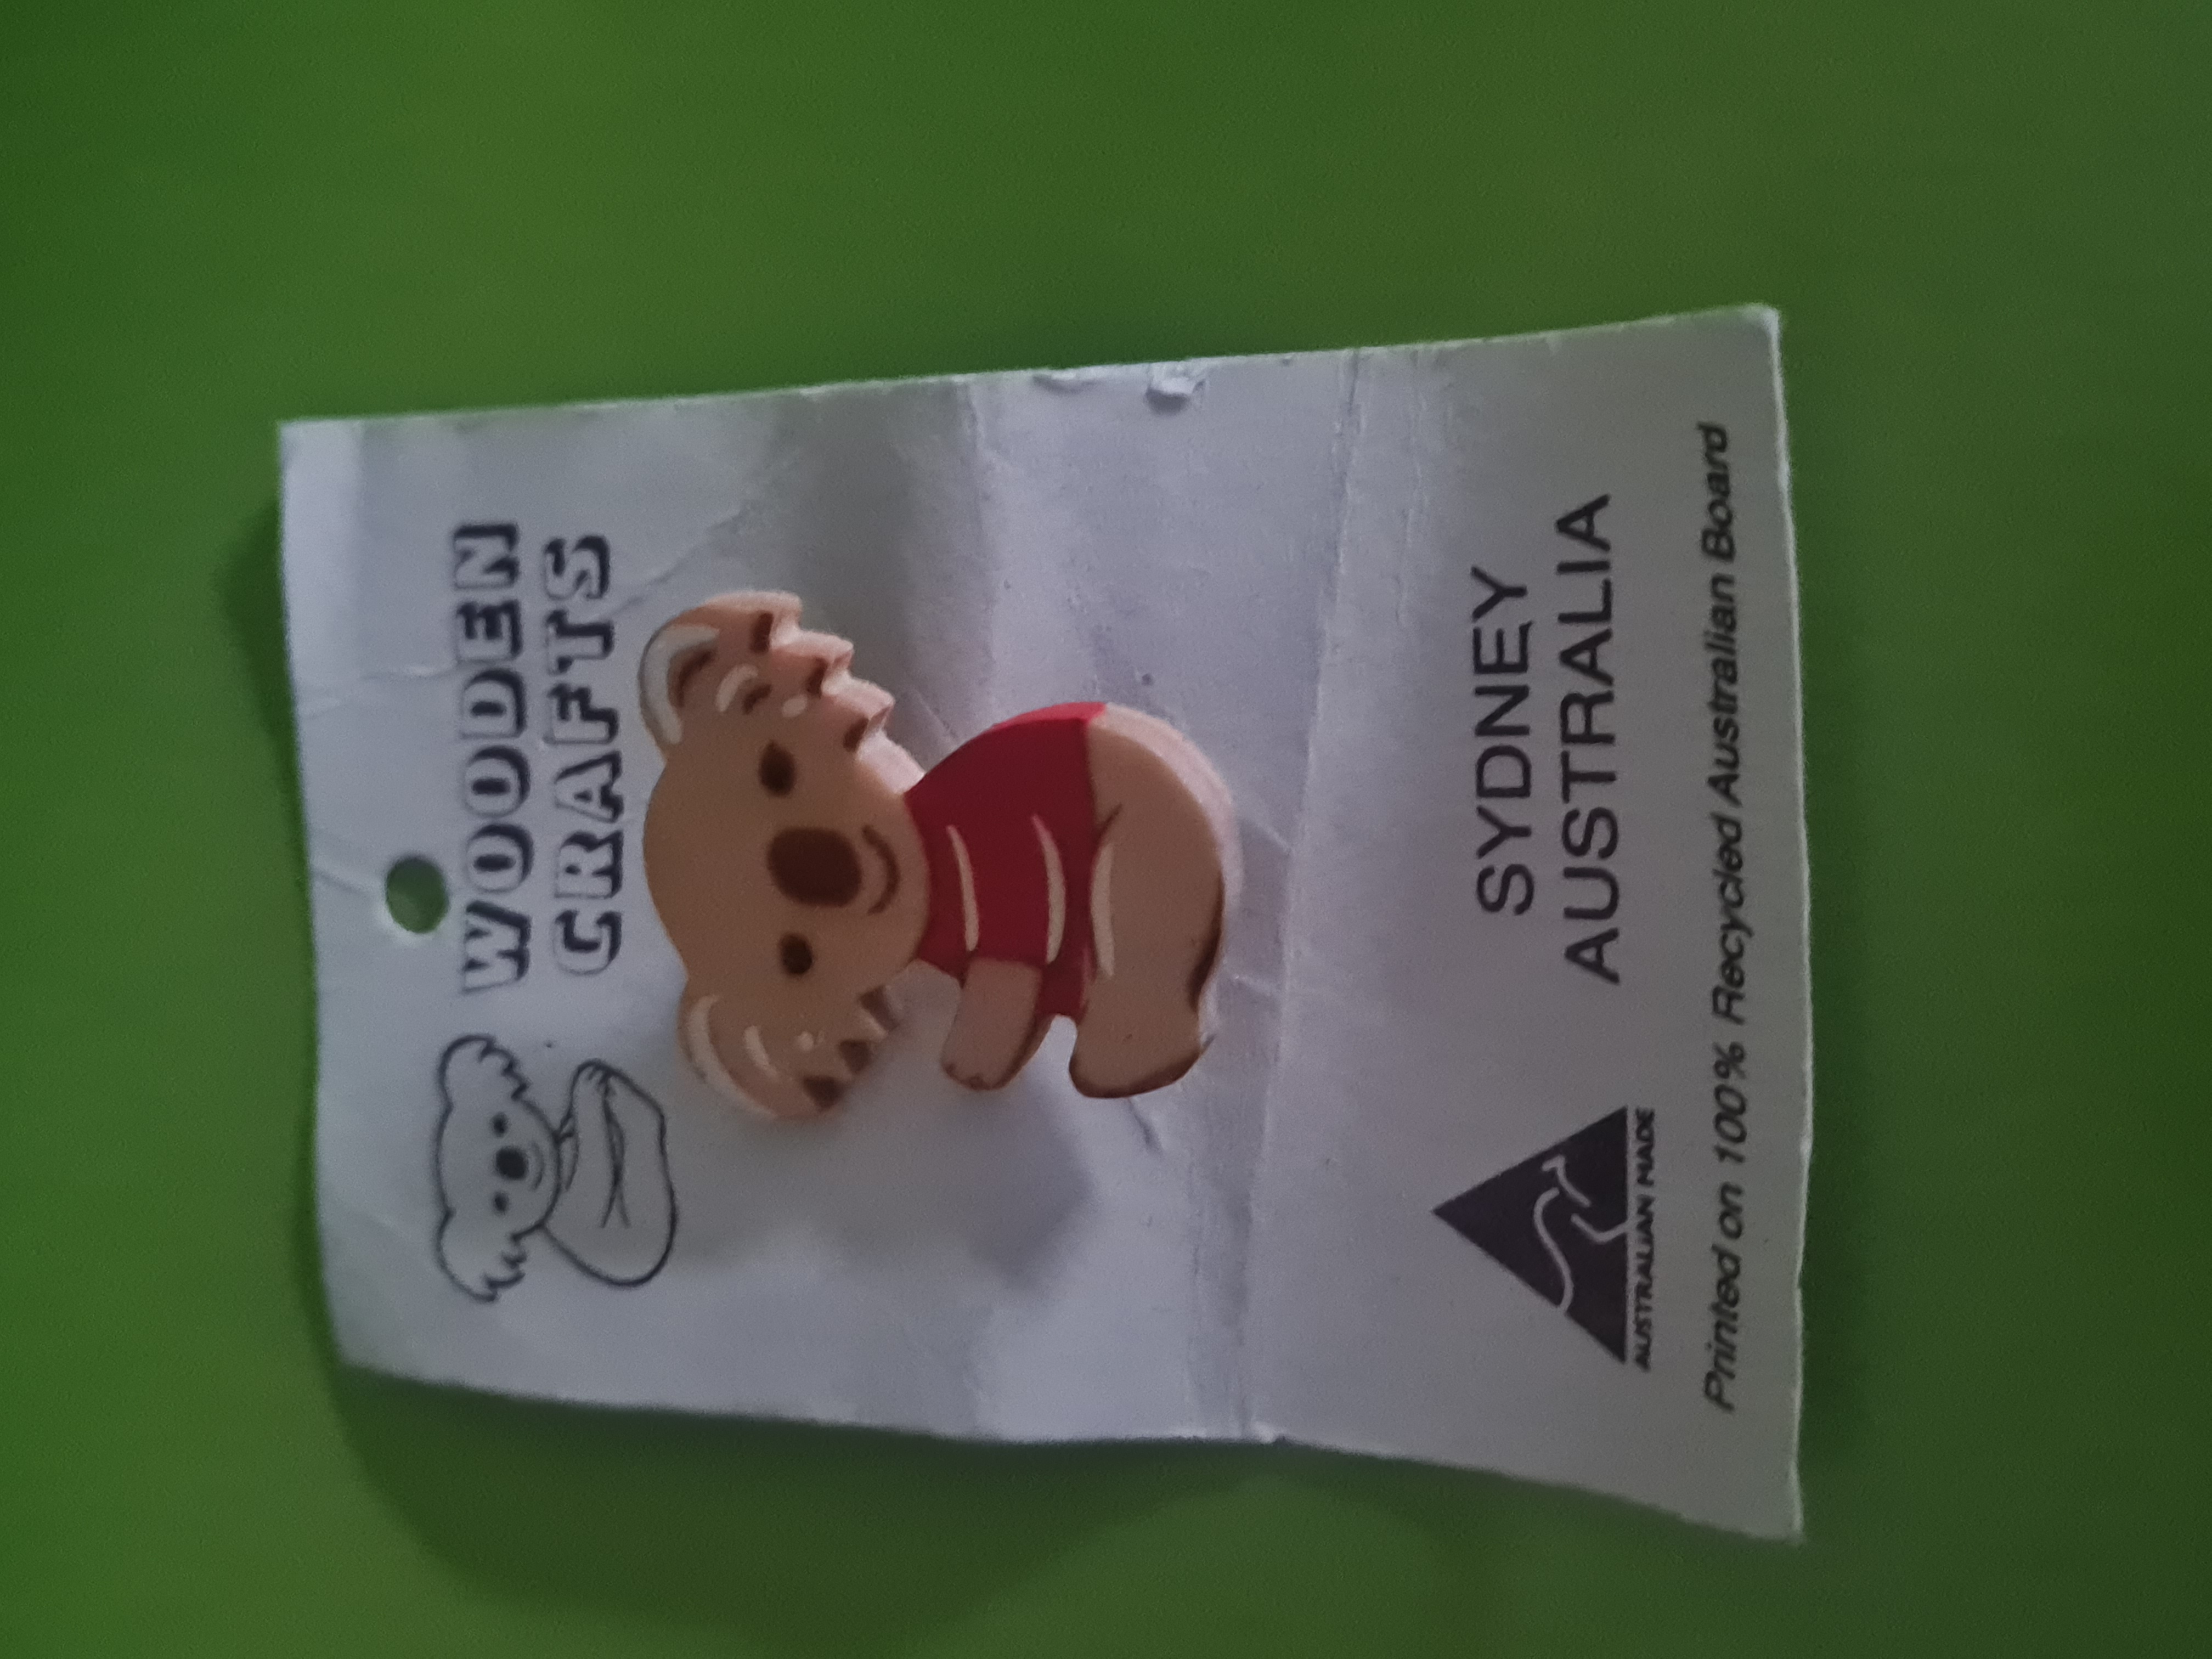 WOODEN
CRAFTS
SYDNEY
AUSTRALIA
AUSTRALIAN MADE
Printed on 100% Recycled Australian Board